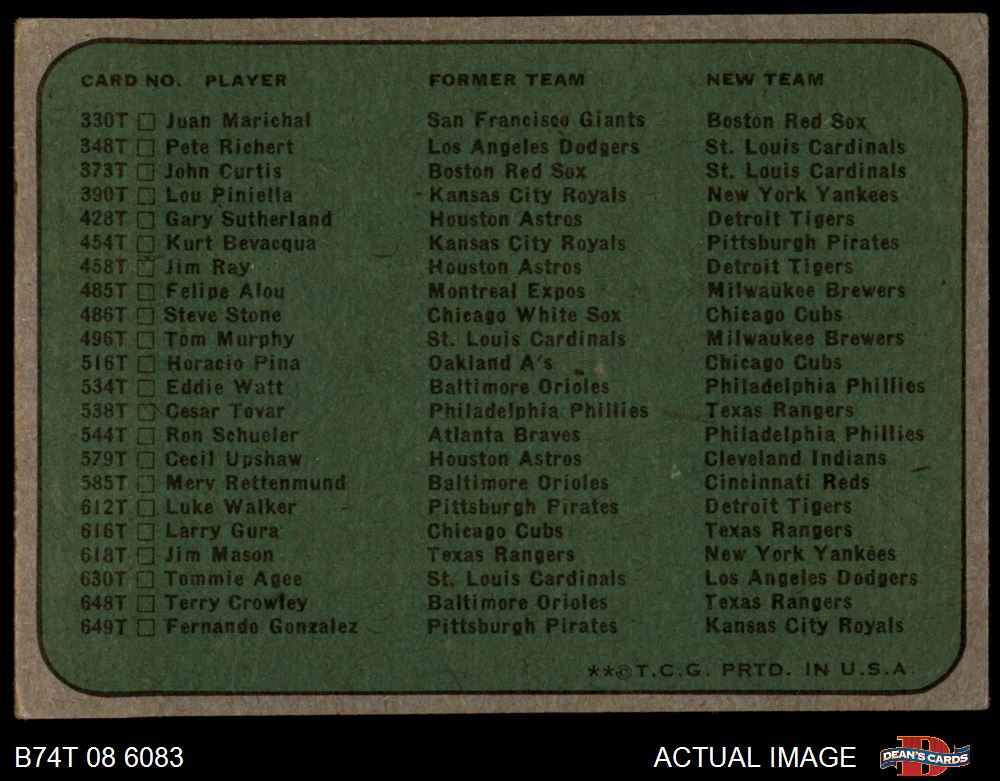 CARD NO. PLAYER FORMER TEAM NEW TEAM
330T Juan Marichal San Francisco Giants Boston Red Sox
348T Pete Richert Los Angeles Dodgers St. Louis Cardinals
373T John Curtis Boston Red Sox St. Louis Cardinals
390T Lou Piniella Kansas City Royals New York Yankees
428T Gary Sutherland Houston Astros Detroit Tigers
454T Kurt Bevacqua Kansas City Royals Pittsburgh Pirates
458T Jim Ray Houston Astros Detroit Tigers
485T Felipe Alou Montreal Expos Milwaukee Brewers
486T Steve Stone Chicago White Sox Chicago Cubs
496T Tom Murphy St. Louis Cardinals Milwaukee Brewers
516T Horacio Pina Oakland A's Chicago Cubs
534T Eddie Watt Baltimore Orioles Philadelphia Phillies
538T Cesar Tovar Philadelphia Phillies Texas Rangers
544T Ron Schueler Atlanta Braves Philadelphia Phillies
579T Cecil Upshaw Houston Astros Cleveland Indians
585T Merv Rettenmund Baltimore Orioles Cincinnati Reds
612T Luke Walker Pittsburgh Pirates Detroit Tigers
616T Larry Gura Chicago Cubs Texas Rangers
618T Jim Mason Texas Rangers New York Yankees
630T Tommie Agee St. Louis Cardinals Los Angeles Dodgers
648T Terry Crowley Baltimore Orioles Texas Rangers
649T Fernando Gonzalez Pittsburgh Pirates Kansas City Royals
**©T.C.G. PRTD. IN U.S.A.
B74T 08 6083 ACTUAL IMAGE DEAN'S CARDS